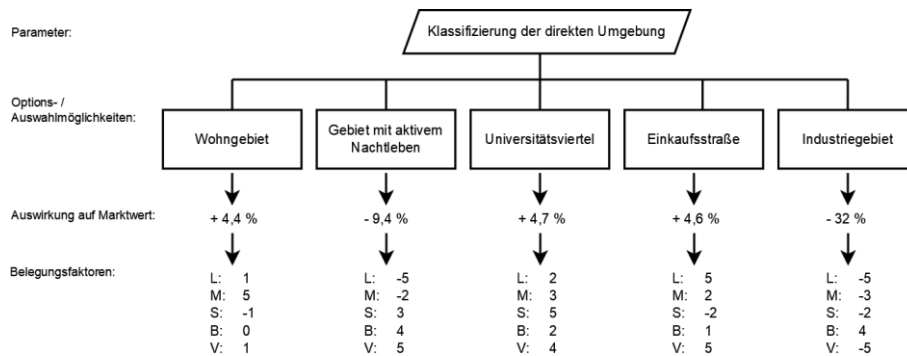 Parameter:
Klassifizierung der direkten Umgebung
Options- /
Auswahlmöglichkeiten:
Wohngebiet
Gebiet mit aktivem
Nachtleben
Universitätsviertel
Einkaufsstraße
Industriegebiet
Auswirkung auf Marktwert:
+ 4,4 %
- 9,4 %
+ 4,7 %
+ 4,6 %
- 32 %
Belegungsfaktoren:
L: 1
M: 5
S: -1
B: 0
V: 1
L: -5
M: -2
S: 3
B: 4
V: 5
L: 2
M: 3
S: 5
B: 2
V: 4
L: 5
M: 2
S: -2
B: 1
V: 5
L: -5
M: -3
S: -2
B: 4
V: -5